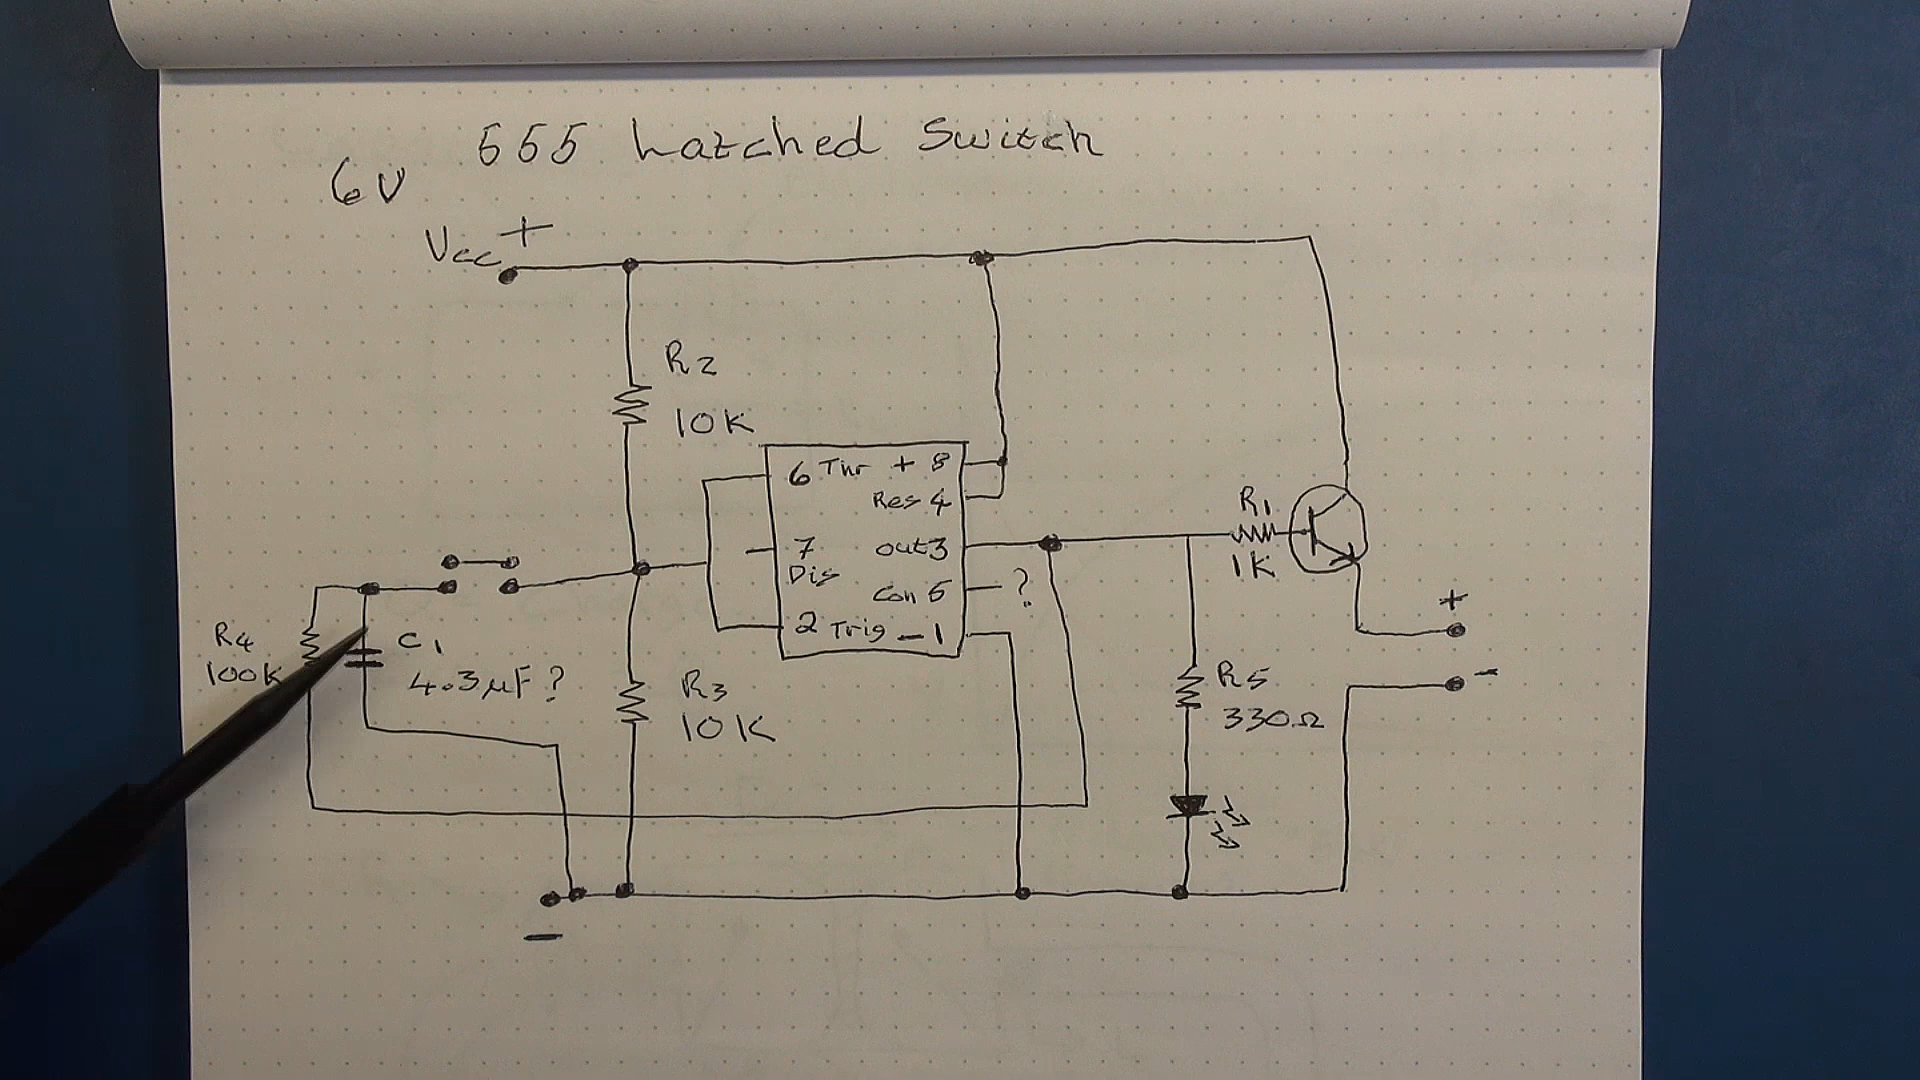 555 Latched Switch
6V
Vcc +
R2
10K
6 Thr + 8
Res 4
7 out 3
Dis
Con 5 ?
2 Trig - 1
R1
1K
+
-
R4
100K
C1
4.3µF?
R3
10K
R5
330Ω
-